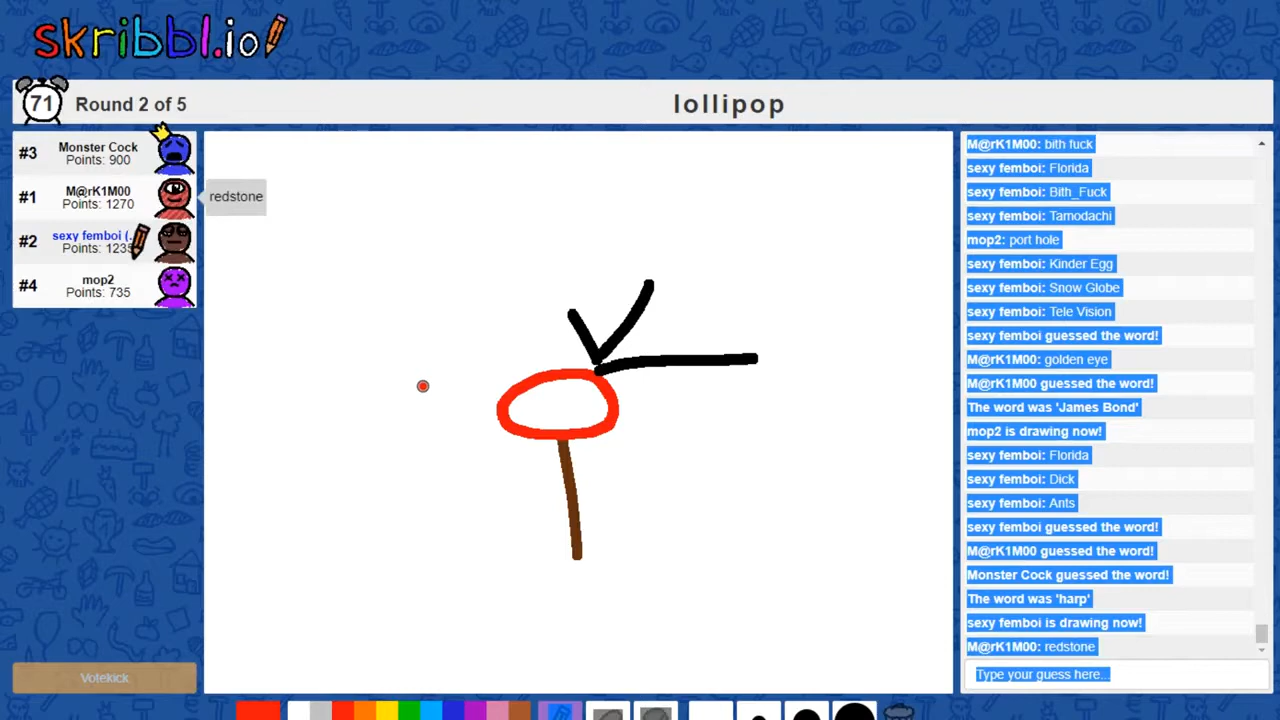 skribbl.io
71
Round 2 of 5
lollipop
#3
Monster Cock
Points: 900
#1
M@rK1M00
Points: 1270
redstone
#2
sexy femboi (.
Points: 1235
#4
mop2
Points: 735
Votekick
M@rK1M00: bith fuck
sexy femboi: Florida
sexy femboi: Bith_Fuck
sexy femboi: Tamodachi
mop2: port hole
sexy femboi: Kinder Egg
sexy femboi: Snow Globe
sexy femboi: Tele Vision
sexy femboi guessed the word!
M@rK1M00: golden eye
M@rK1M00 guessed the word!
The word was 'James Bond'
mop2 is drawing now!
sexy femboi: Florida
sexy femboi: Dick
sexy femboi: Ants
sexy femboi guessed the word!
M@rK1M00 guessed the word!
Monster Cock guessed the word!
The word was 'harp'
sexy femboi is drawing now!
M@rK1M00: redstone
Type your guess here...